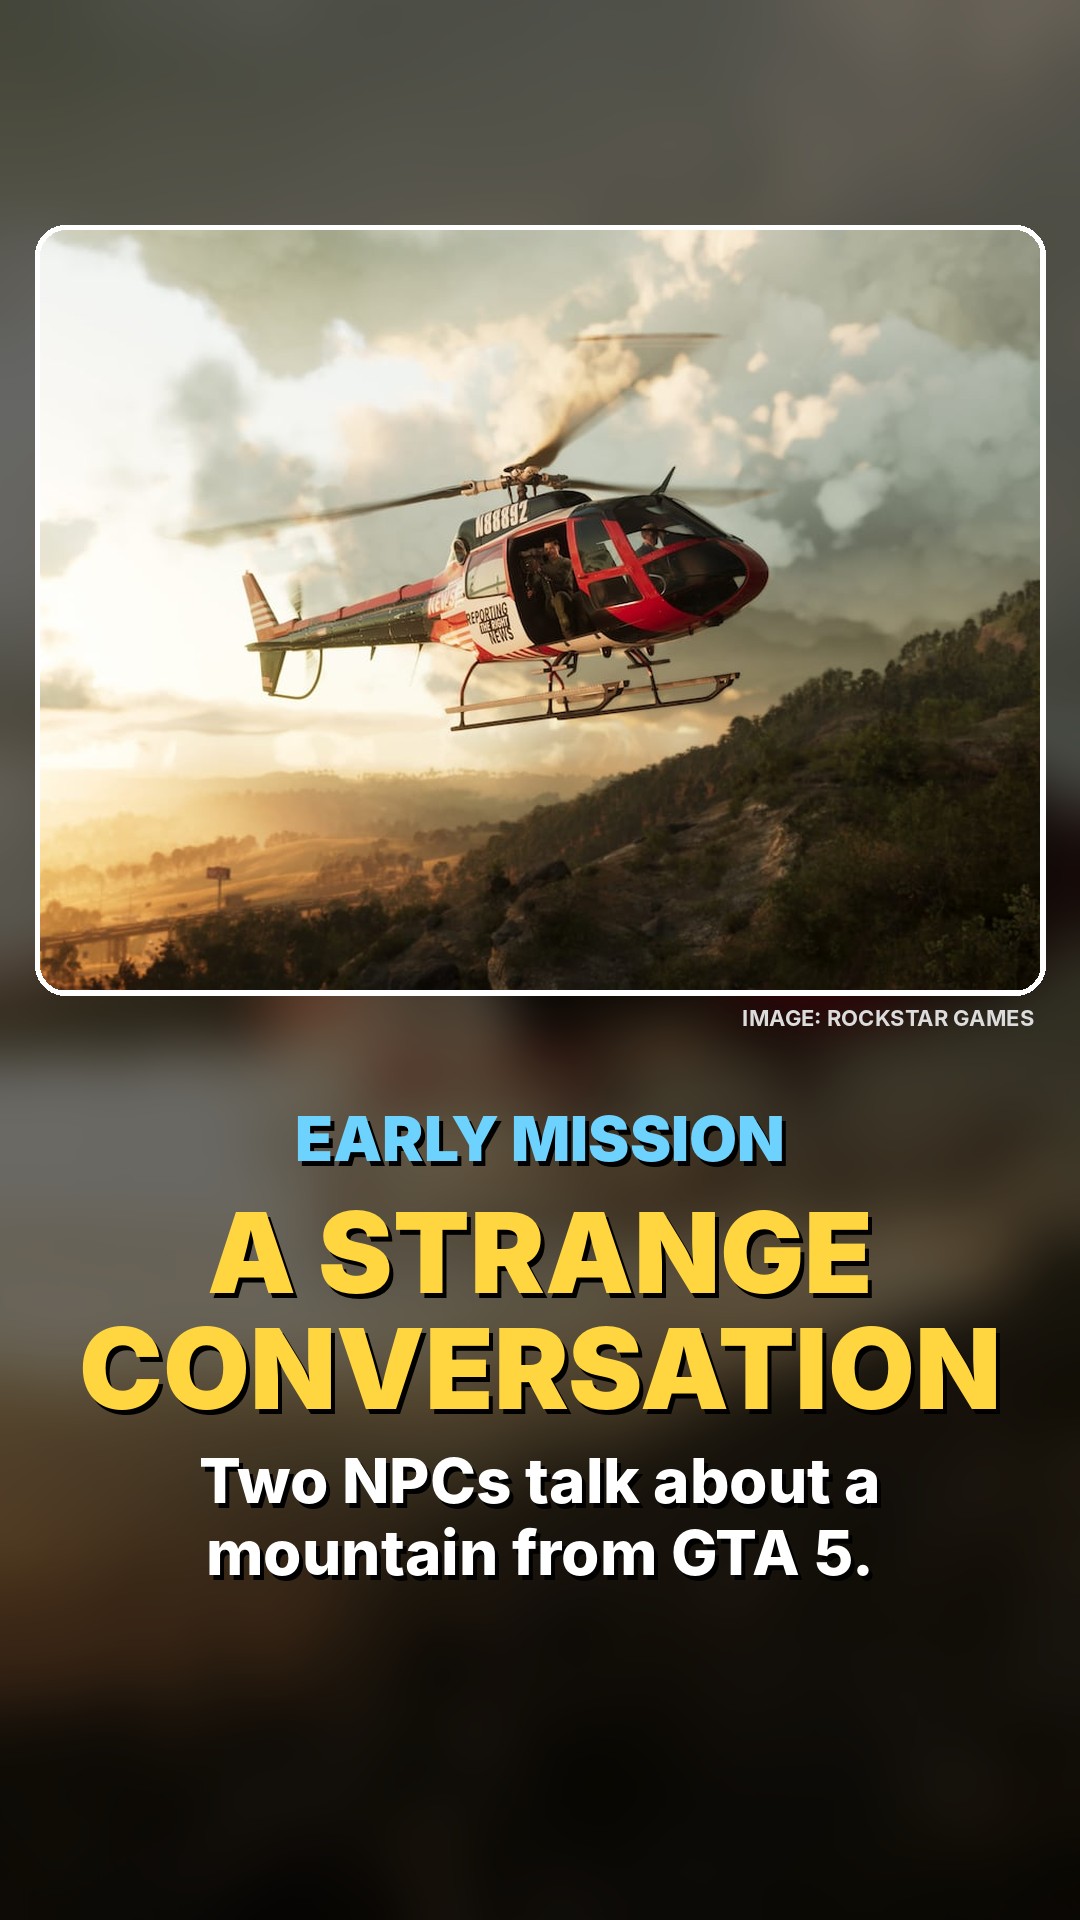 N88892
NEWS
REPORTING
THE RIGHT
NEWS
IMAGE: ROCKSTAR GAMES
EARLY MISSION
A STRANGE
CONVERSATION
Two NPCs talk about a
mountain from GTA 5.